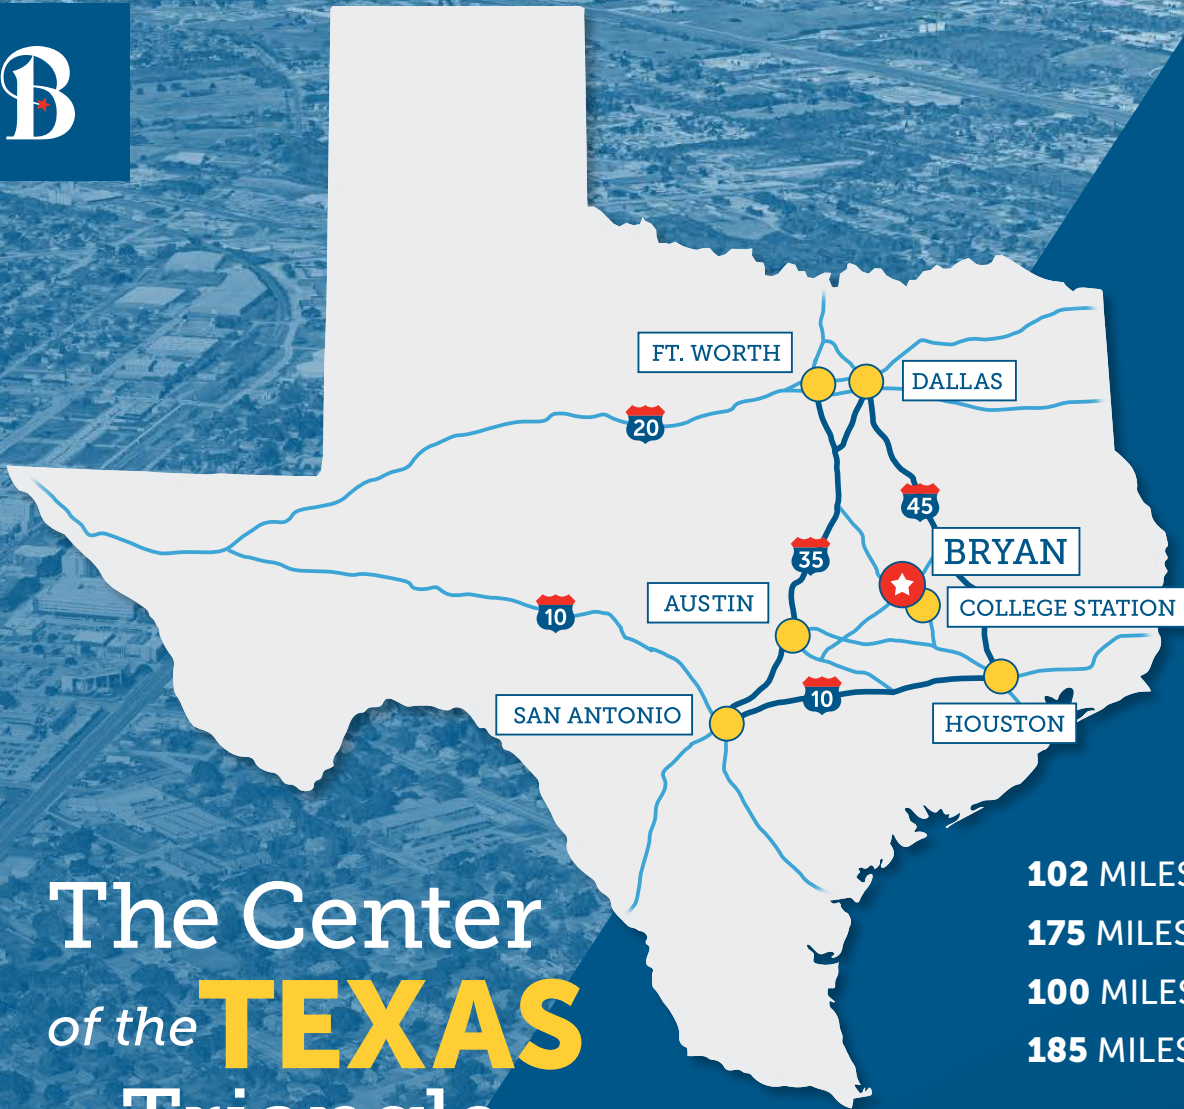 B
FT. WORTH
DALLAS
20
45
BRYAN
35
AUSTIN
COLLEGE STATION
10
10
SAN ANTONIO
HOUSTON
102 MILES
175 MILES
100 MILES
185 MILES
The Center
of the TEXAS
Triangle